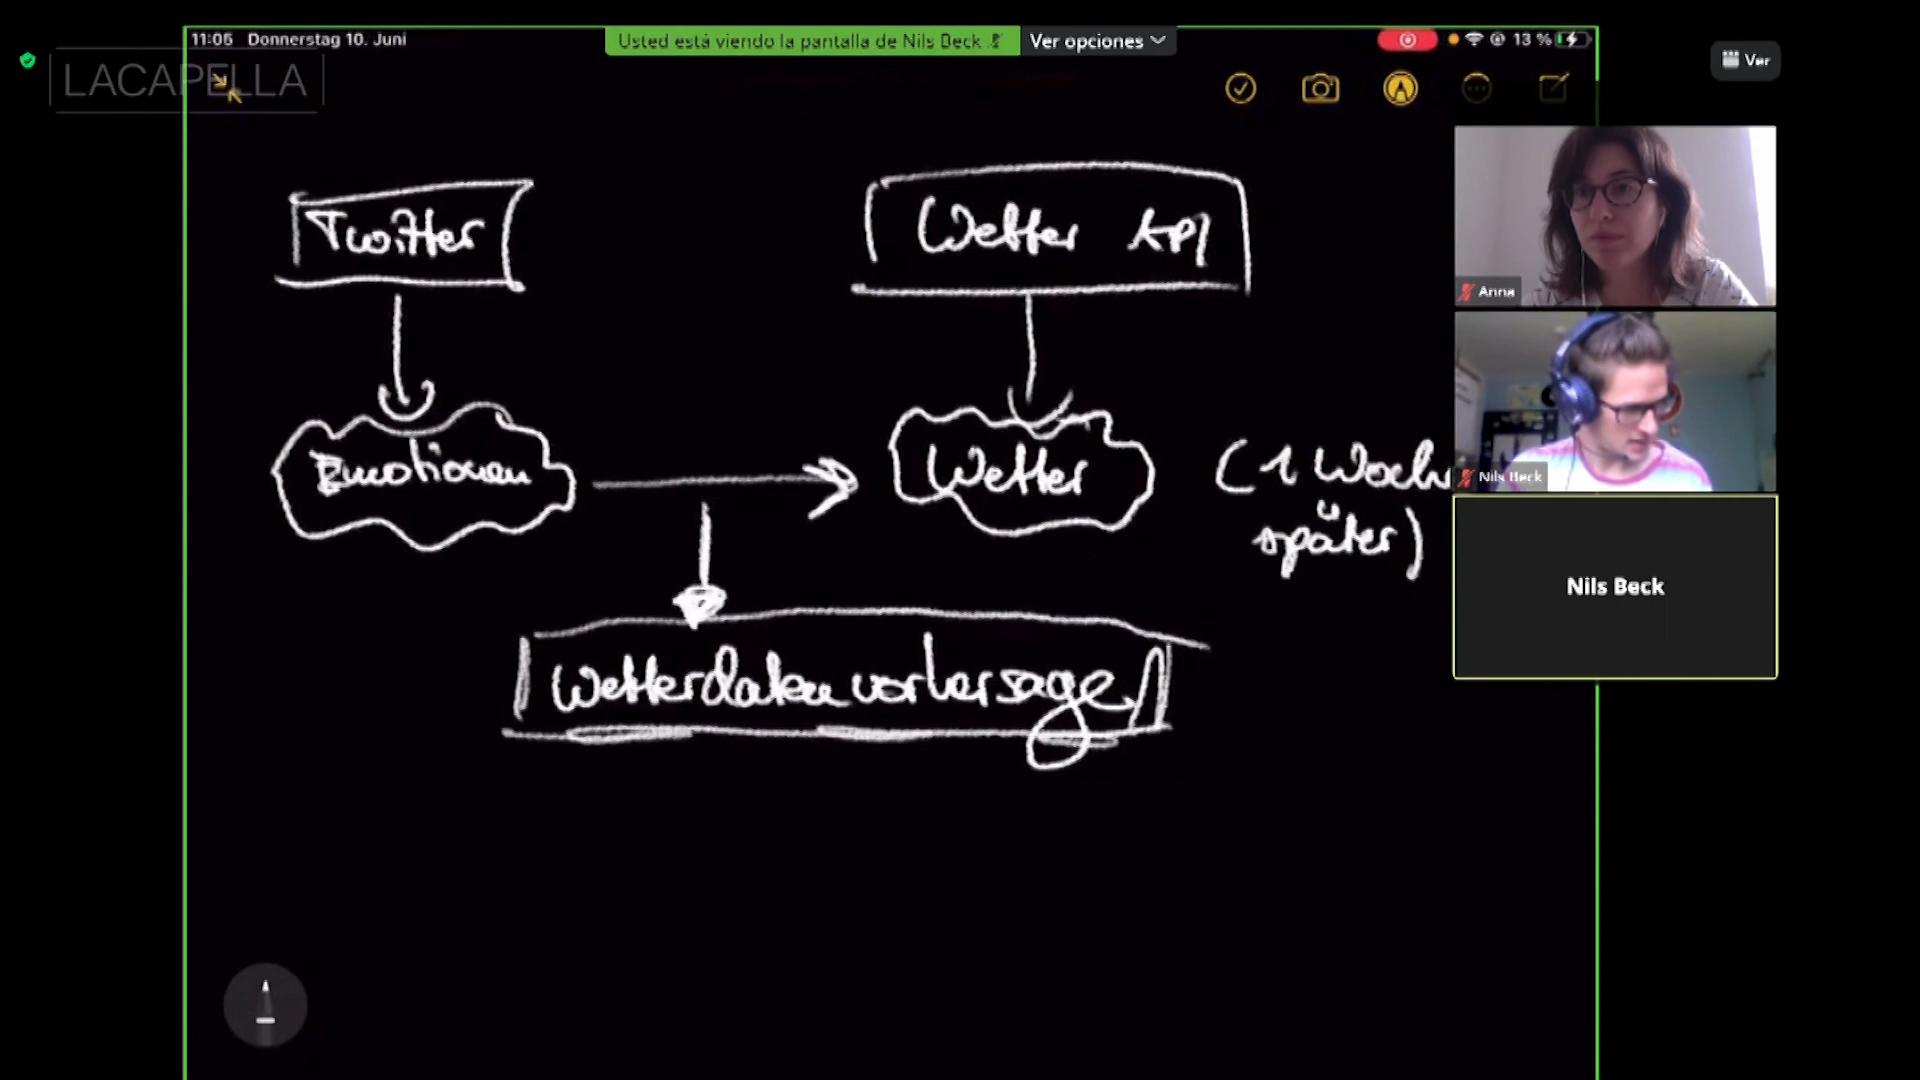 11:05 Donnerstag 10. Juni
Usted está viendo la pantalla de Nils Beck
Ver opciones
13 %
Ver
LACAPELLA
Twitter
Wetter API
Anna
Emotionen
Wetter
(1 Woche
später)
Nils Beck
Nils Beck
Wetterdatenvorhersage